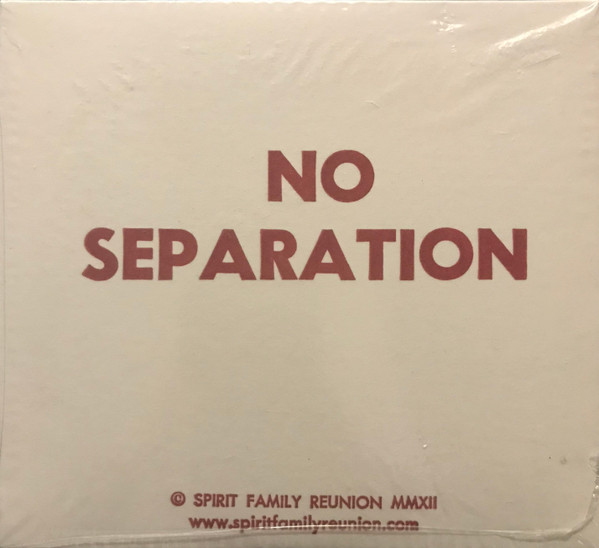 NO
SEPARATION
© SPIRIT FAMILY REUNION MMXII
www.spiritfamilyreunion.com